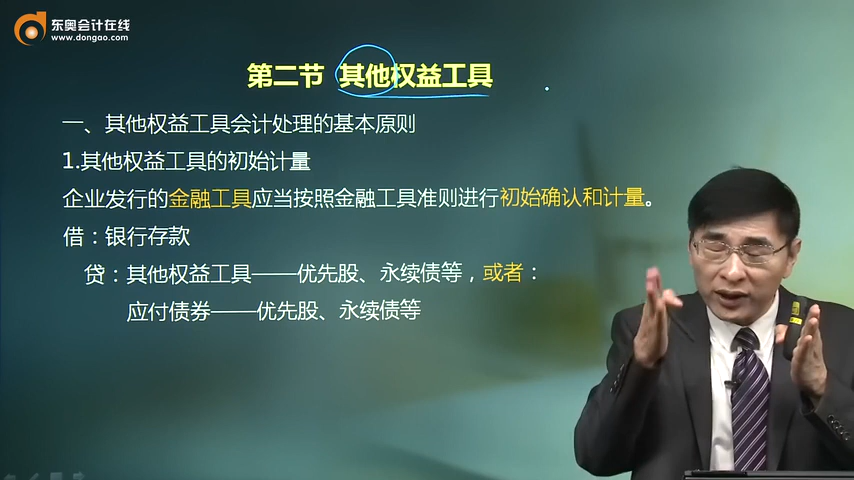 东奥会计在线
www.dongao.com
第二节 其他权益工具
一、其他权益工具会计处理的基本原则
1.其他权益工具的初始计量
企业发行的金融工具应当按照金融工具准则进行初始确认和计量。
借：银行存款
贷：其他权益工具——优先股、永续债等，或者：
应付债券——优先股、永续债等